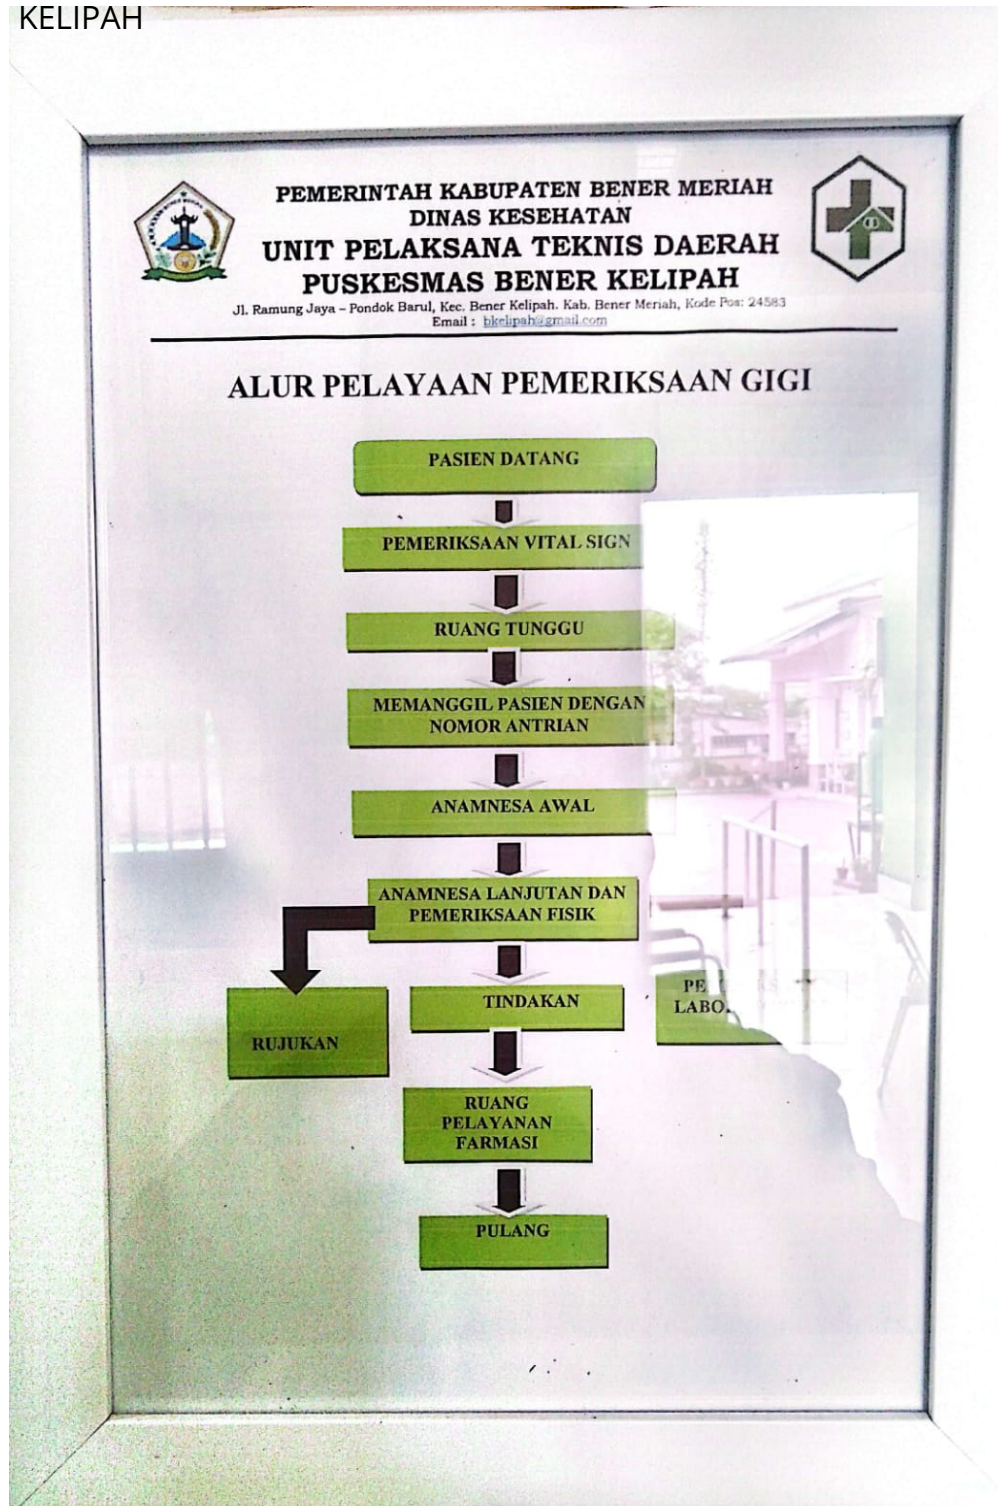 KELIPAH
PEMERINTAH KABUPATEN BENER MERIAH
DINAS KESEHATAN
UNIT PELAKSANA TEKNIS DAERAH
PUSKESMAS BENER KELIPAH
Jl. Ramung Jaya – Pondok Barul, Kec. Bener Kelipah. Kab. Bener Meriah, Kode Pos: 24583
Email : bkelipah@gmail.com
ALUR PELAYAAN PEMERIKSAAN GIGI
PASIEN DATANG
PEMERIKSAAN VITAL SIGN
RUANG TUNGGU
MEMANGGIL PASIEN DENGAN
NOMOR ANTRIAN
ANAMNESA AWAL
ANAMNESA LANJUTAN DAN
PEMERIKSAAN FISIK
RUJUKAN
TINDAKAN
RUANG
PELAYANAN
FARMASI
PULANG